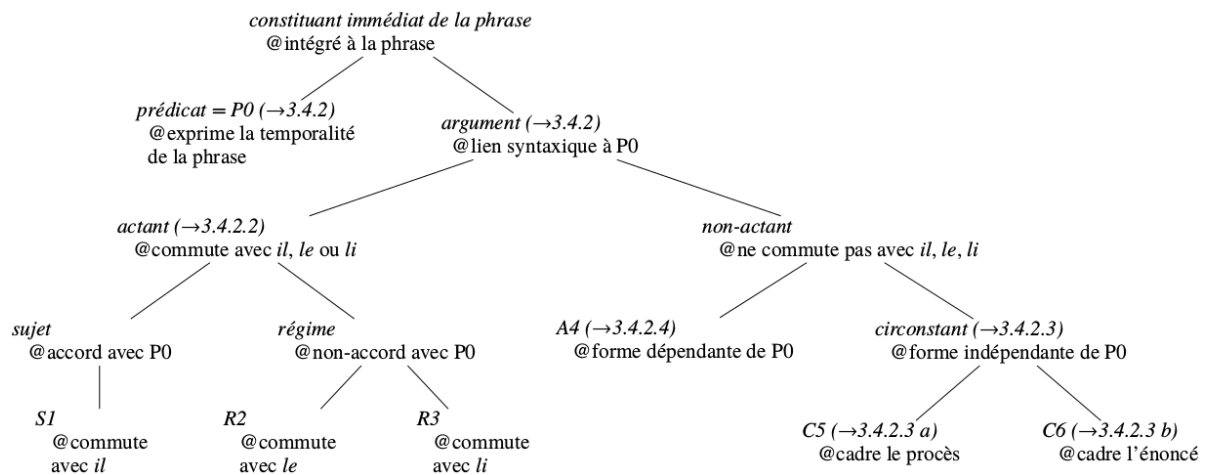 constituant immédiat de la phrase
@intégré à la phrase
prédicat = P0 (→3.4.2)
@exprime la temporalité
de la phrase
argument (→3.4.2)
@lien syntaxique à P0
actant (→3.4.2.2)
@commute avec il, le ou li
non-actant
@ne commute pas avec il, le, li
sujet
@accord avec P0
régime
@non-accord avec P0
A4 (→3.4.2.4)
@forme dépendante de P0
circonstant (→3.4.2.3)
@forme indépendante de P0
S1
@commute
avec il
R2
@commute
avec le
R3
@commute
avec li
C5 (→3.4.2.3 a)
@cadre le procès
C6 (→3.4.2.3 b)
@cadre l'énoncé